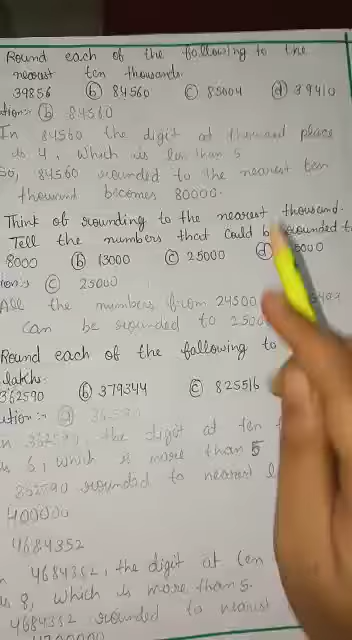 Round each of the following to the
nearest ten thousands.
39856 (b) 84560 (c) 85004 (d) 39410
tion:- (b) 84560
In 84560 the digit at thousand place
is 4, which is less than 5
So, 84560 rounded to the nearest ten
thousand becomes 80000.
Think of rounding to the nearest thousand.
Tell the numbers that could be rounded t
8000 (b) 13000 (c) 25000 (d) 000
ion:- (c) 25000
All the numbers from 24500
can be rounded to 2500
Round each of the following to
lakh:
362590 (b) 379344 (c) 825516
ution:- (a)
n 362590, the digit at ten
is 6, which is more than 5
rounded to nearest l
400000
4684352
n 4684352, the digit at ten
is 8, which is more than 5.
4684352 rounded to nearest